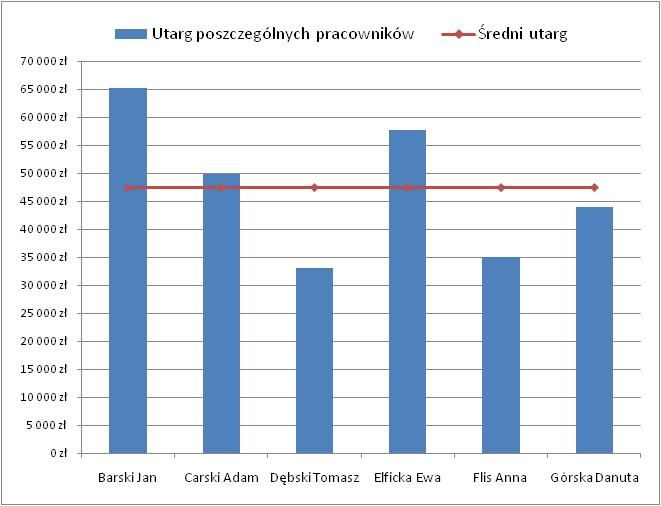 Utarg poszczególnych pracowników Średni utarg
70 000 zł
65 000 zł
60 000 zł
55 000 zł
50 000 zł
45 000 zł
40 000 zł
35 000 zł
30 000 zł
25 000 zł
20 000 zł
15 000 zł
10 000 zł
5 000 zł
0 zł
Barski Jan Carski Adam Dębski Tomasz Elficka Ewa Flis Anna Górska Danuta